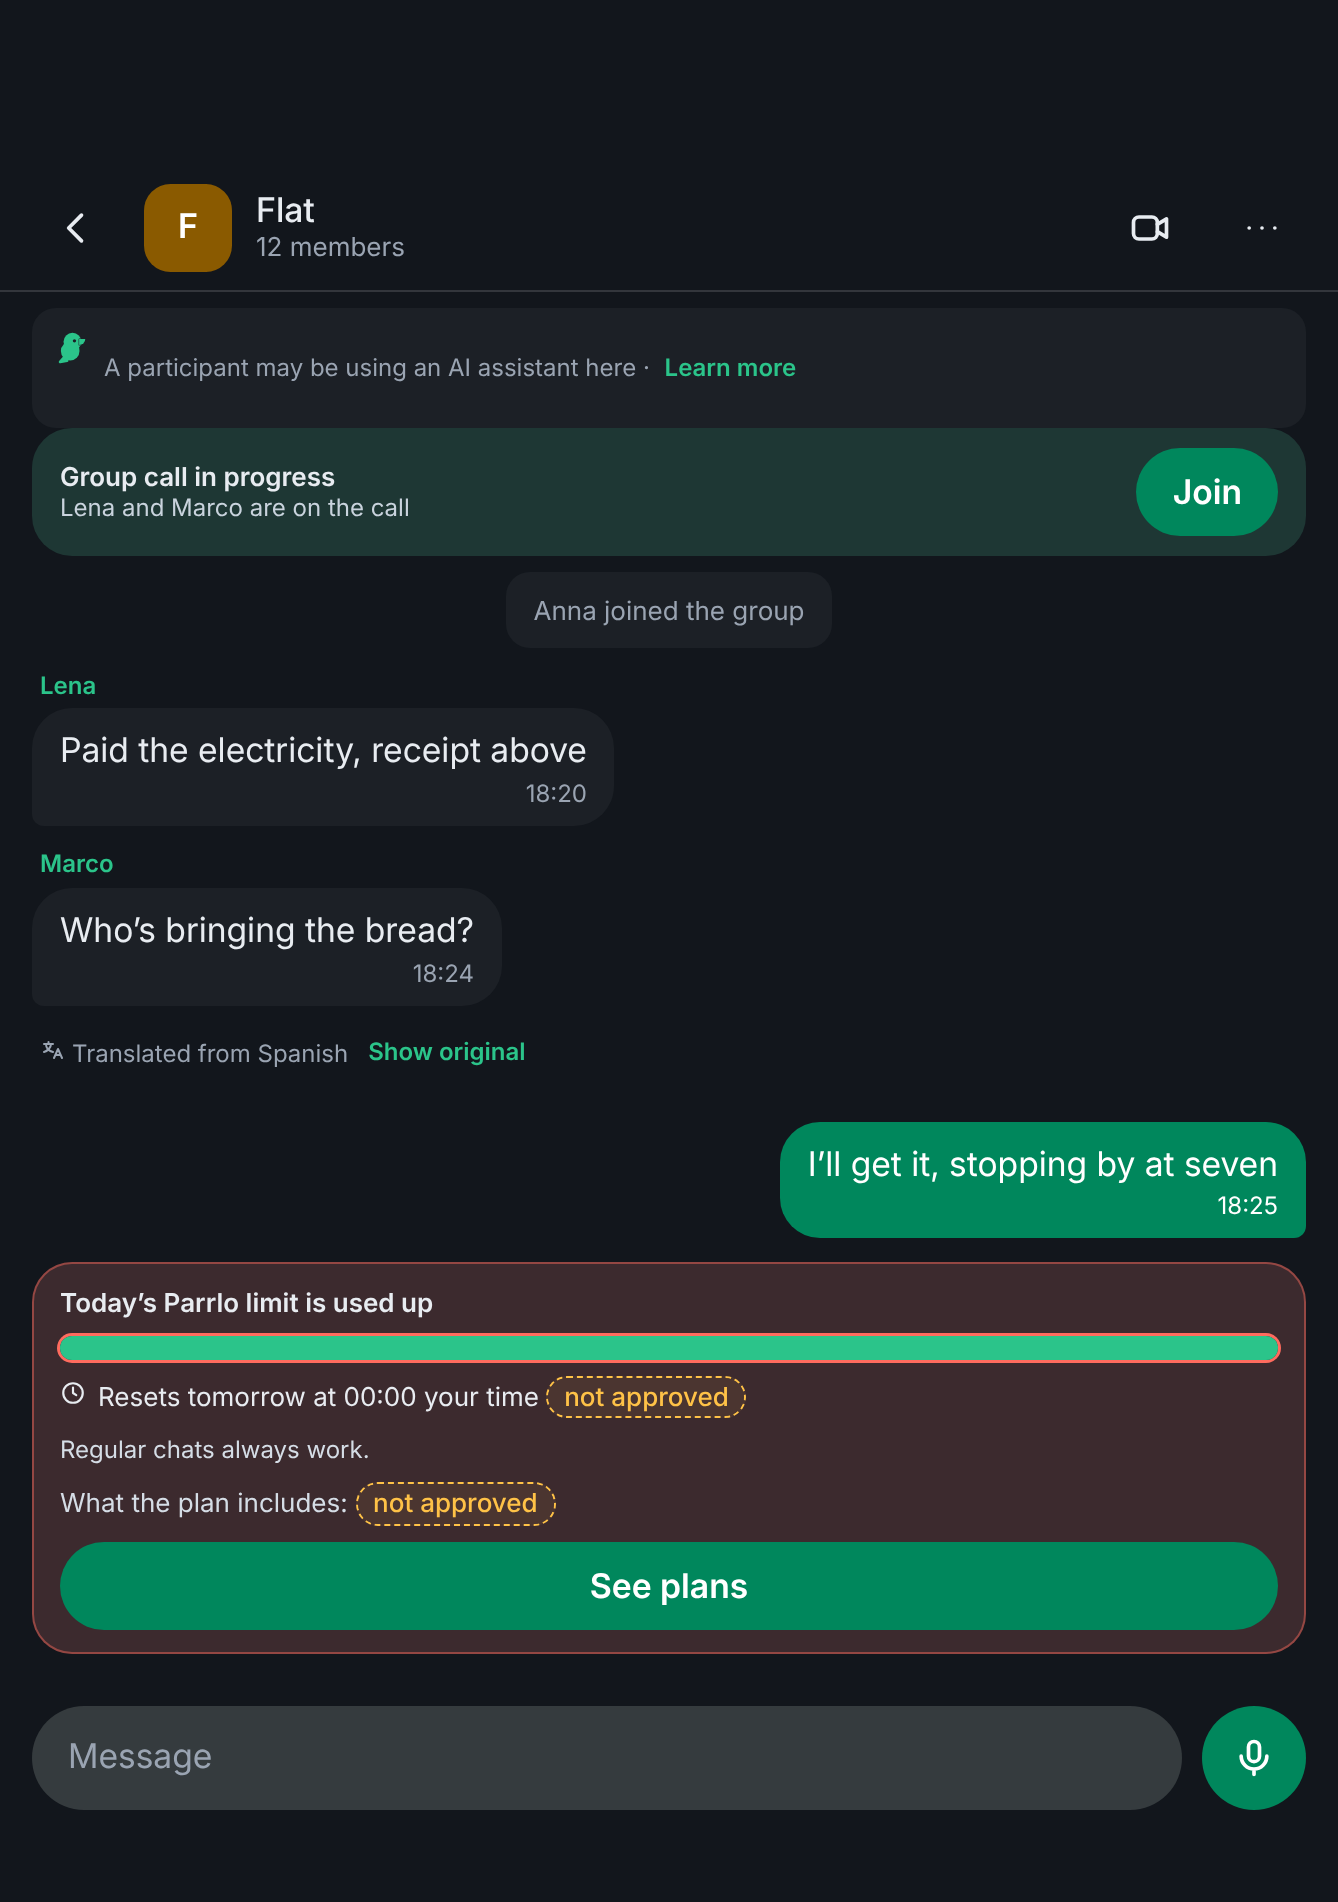 F
Flat
12 members
A participant may be using an AI assistant here · Learn more
Group call in progress
Lena and Marco are on the call
Join
Anna joined the group
Lena
Paid the electricity, receipt above
18:20
Marco
Who’s bringing the bread?
18:24
Translated from Spanish Show original
I’ll get it, stopping by at seven
18:25
Today’s Parrlo limit is used up
Resets tomorrow at 00:00 your time not approved
Regular chats always work.
What the plan includes: not approved
See plans
Message